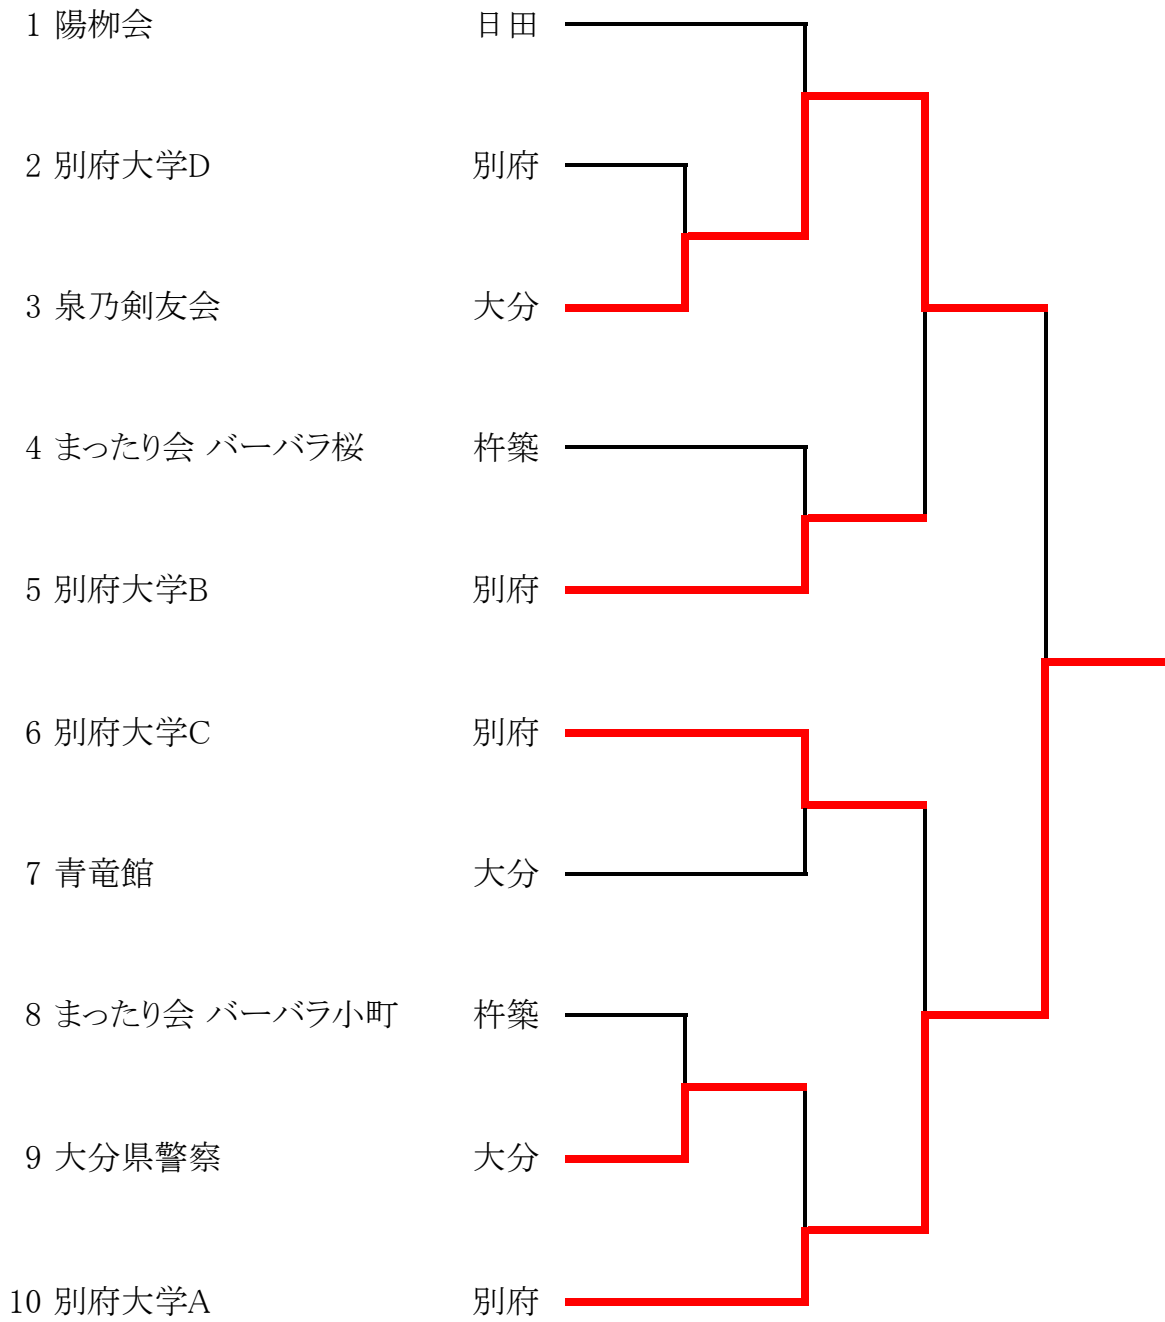 1 陽栁会 日田
2 別府大学D 別府
3 泉乃剣友会 大分
4 まったり会 バーバラ桜 杵築
5 別府大学B 別府
6 別府大学C 別府
7 青竜館 大分
8 まったり会 バーバラ小町 杵築
9 大分県警察 大分
10 別府大学A 別府